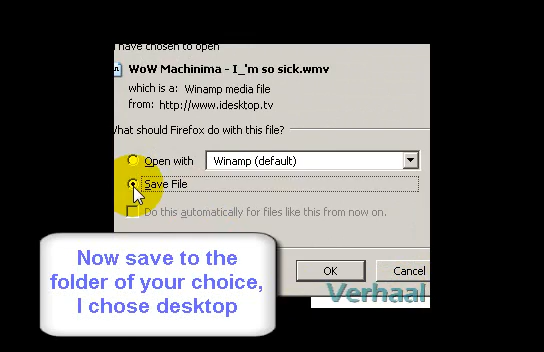 have chosen to open
WoW Machinima - I_'m so sick.wmv
which is a: Winamp media file
from: http://www.idesktop.tv
What should Firefox do with this file?
Open with Winamp (default)
Save File
Do this automatically for files like this from now on.
Now save to the
folder of your choice,
I chose desktop
OK Cancel
Verhaal